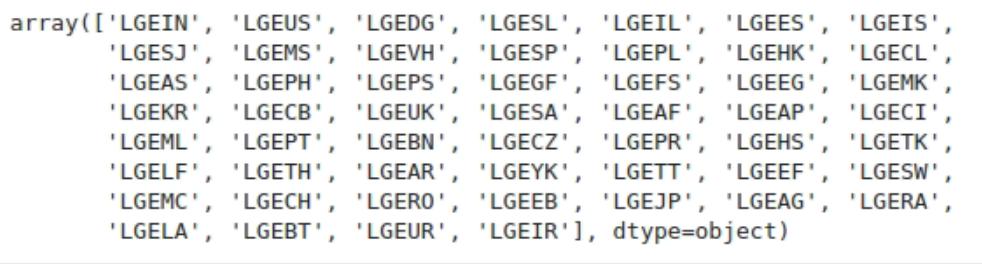 array(['LGEIN', 'LGEUS', 'LGEDG', 'LGESL', 'LGEIL', 'LGEES', 'LGEIS',
'LGESJ', 'LGEMS', 'LGEVH', 'LGESP', 'LGEPL', 'LGEHK', 'LGECL',
'LGEAS', 'LGEPH', 'LGEPS', 'LGEGF', 'LGEFS', 'LGEEG', 'LGEMK',
'LGEKR', 'LGECB', 'LGEUK', 'LGESA', 'LGEAF', 'LGEAP', 'LGECI',
'LGEML', 'LGEPT', 'LGEBN', 'LGECZ', 'LGEPR', 'LGEHS', 'LGETK',
'LGELF', 'LGETH', 'LGEAR', 'LGEYK', 'LGETT', 'LGEEF', 'LGESW',
'LGEMC', 'LGECH', 'LGERO', 'LGEEB', 'LGEJP', 'LGEAG', 'LGERA',
'LGELA', 'LGEBT', 'LGEUR', 'LGEIR'], dtype=object)